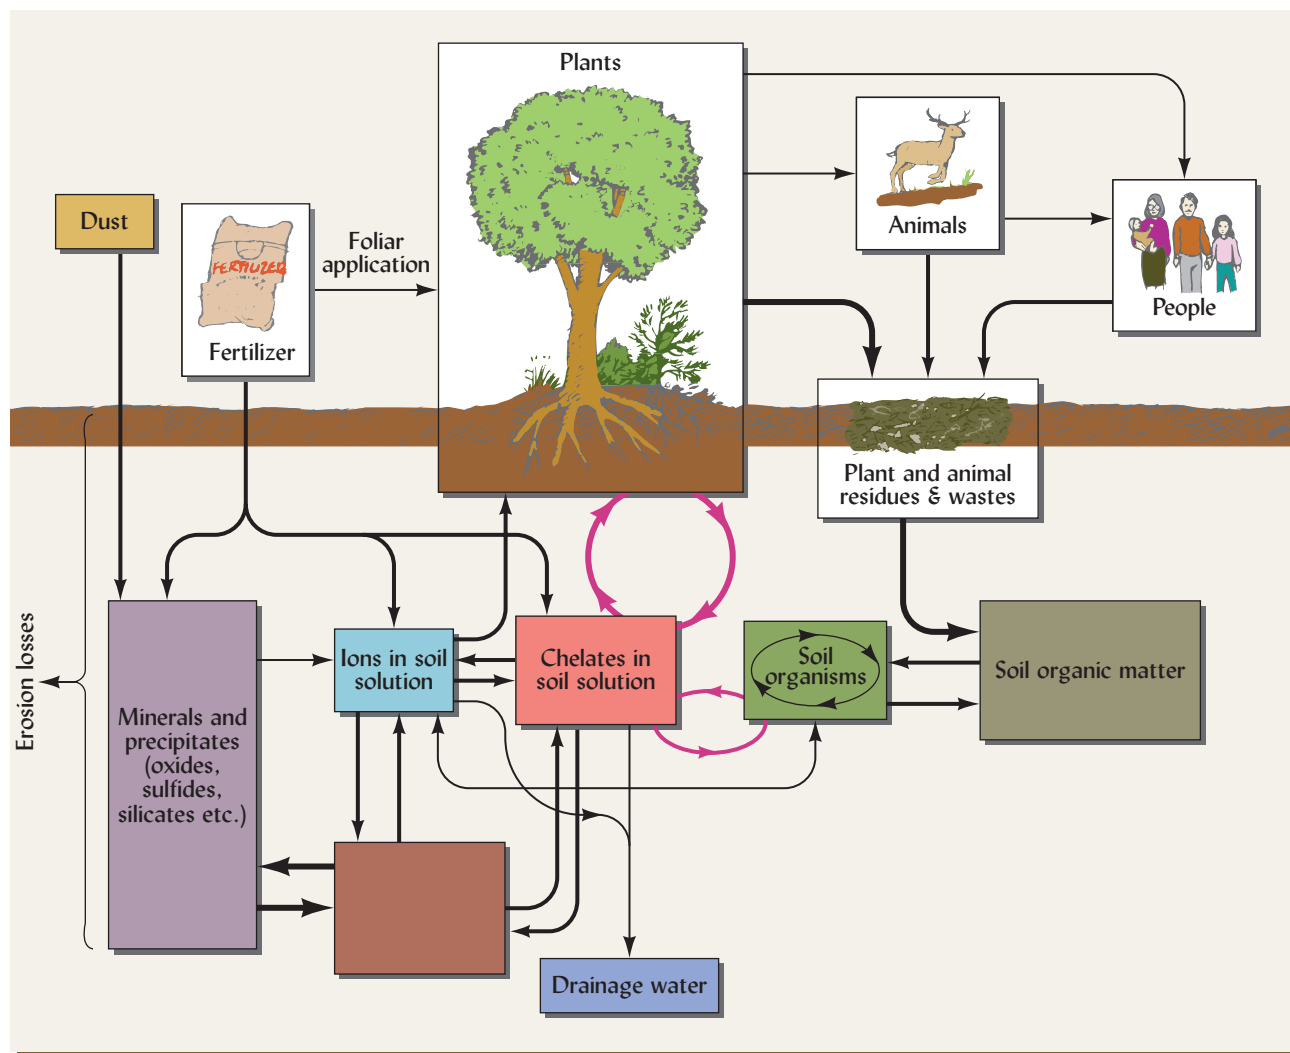 Plants
Dust
Foliar
application
FERTILIZER
Fertilizer
Animals
People
Plant and animal
residues & wastes
Erosion losses
Minerals and
precipitates
(oxides,
sulfides,
silicates etc.)
Ions in soil
solution
Chelates in
soil solution
Soil
organisms
Soil organic matter
Drainage water